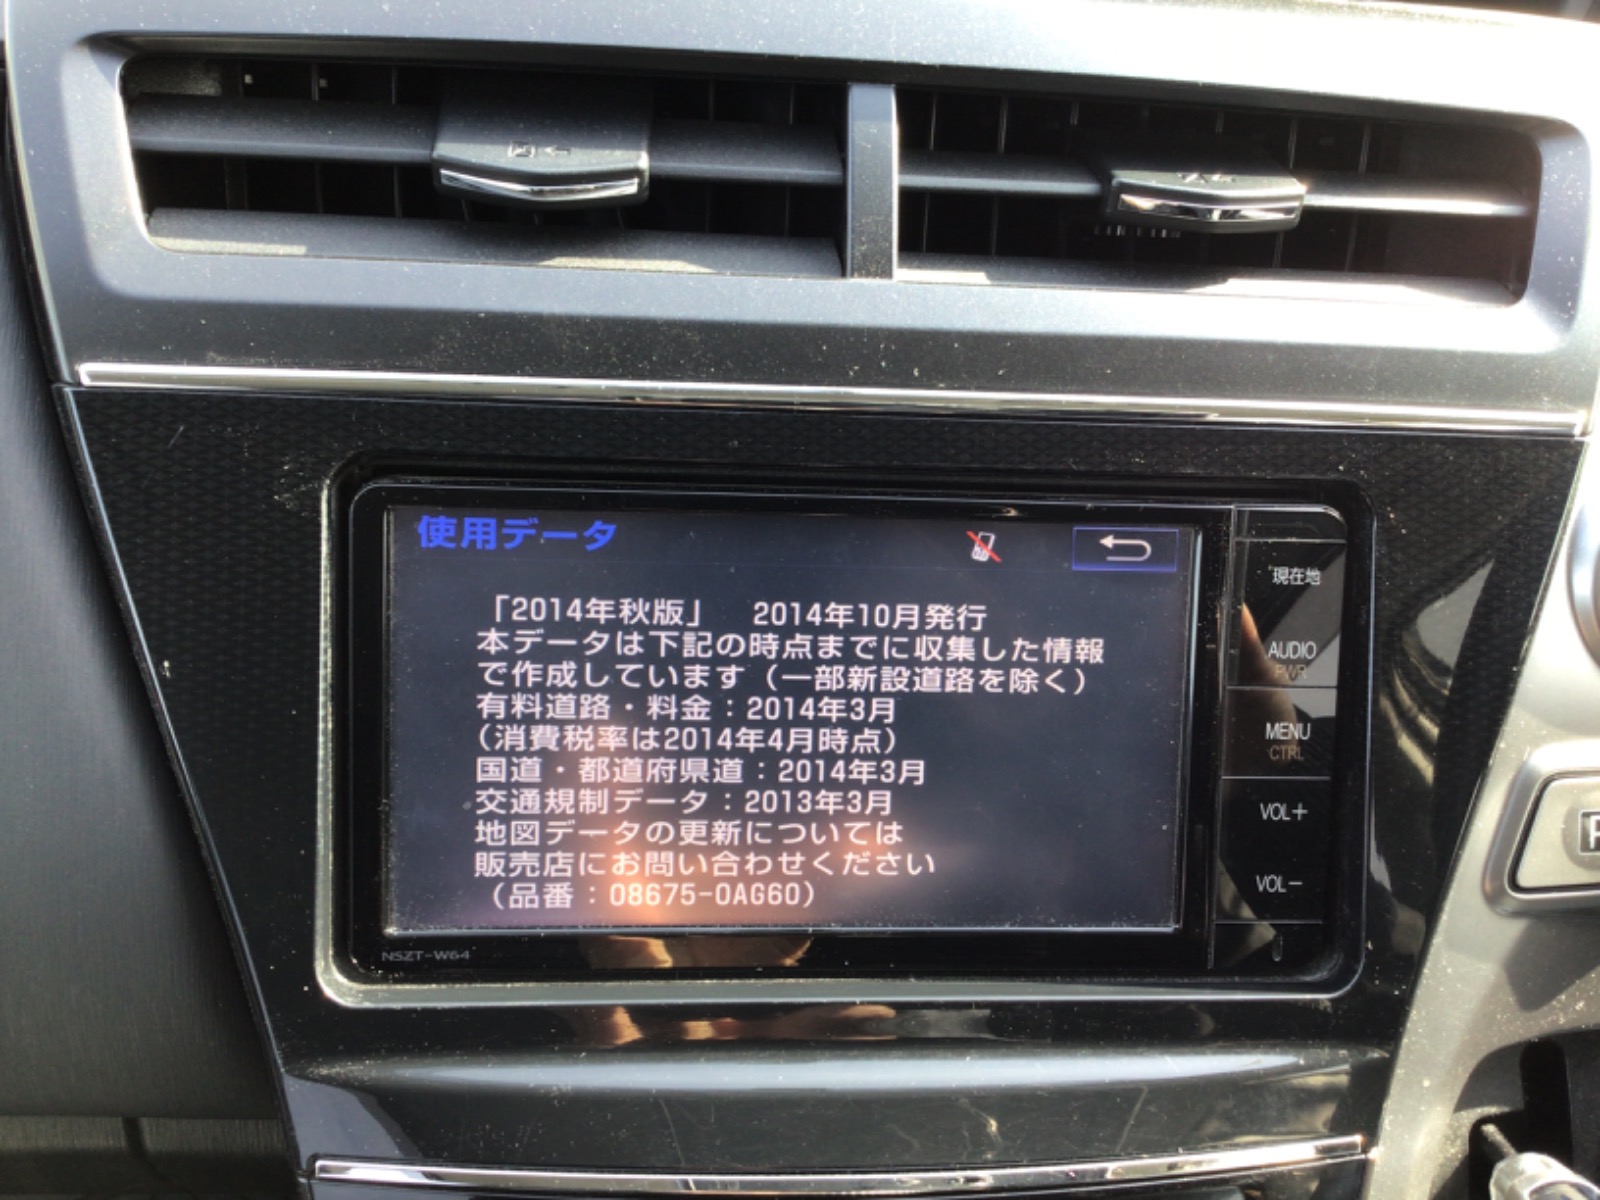 使用データ
「2014年秋版」 2014年10月発行
本データは下記の時点までに収集した情報
で作成しています(一部新設道路を除く)
有料道路・料金：2014年3月
(消費税率は2014年4月時点)
国道・都道府県道：2014年3月
交通規制データ：2013年3月
地図データの更新については
販売店にお問い合わせください
(品番：08675-0AG60)
NSZT-W64
現在地
AUDIO
PWR
MENU
CTRL
VOL+
VOL-